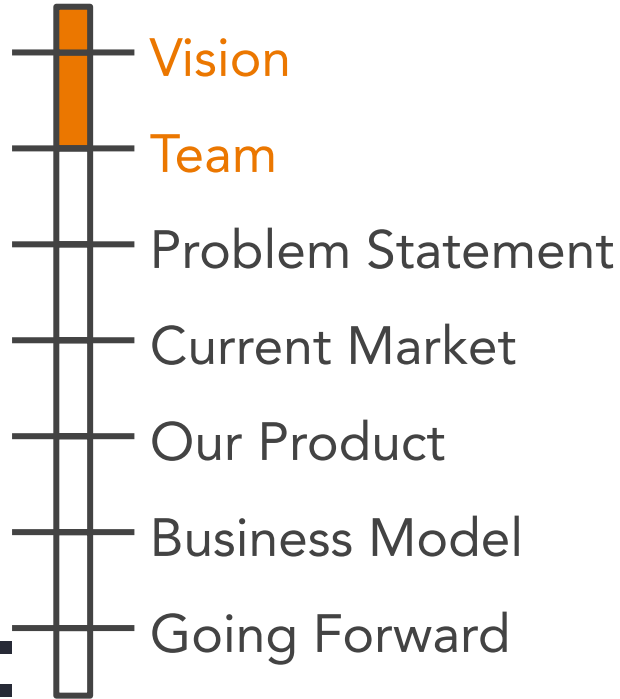 Vision
Team
Problem Statement
Current Market
Our Product
Business Model
Going Forward